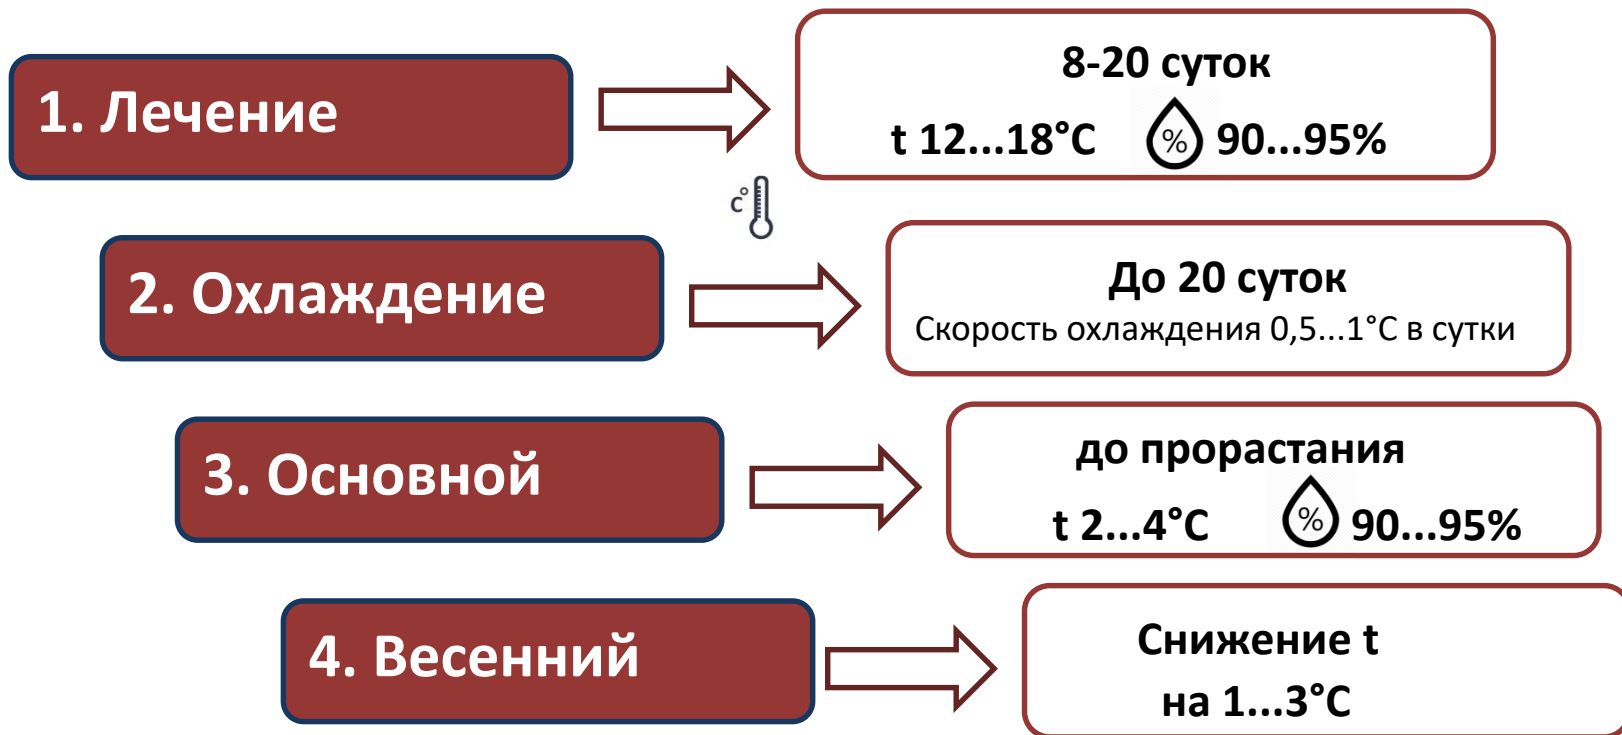 1. Лечение
8-20 суток
t 12...18°C % 90...95%
c°
2. Охлаждение
До 20 суток
Скорость охлаждения 0,5...1°C в сутки
3. Основной
до прорастания
t 2...4°C % 90...95%
4. Весенний
Снижение t
на 1...3°C